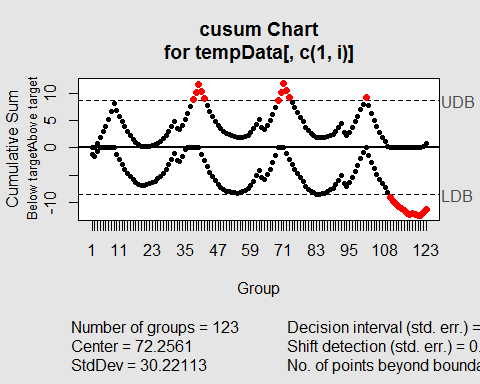 cusum Chart
for tempData[, c(1, i)]
Cumulative Sum
Below target Above target
10
5
0
-10
UDB
LDB
1 11 23 35 47 59 71 83 95 108 123
Group
Number of groups = 123
Center = 72.2561
StdDev = 30.22113
Decision interval (std. err.) =
Shift detection (std. err.) = 0.
No. of points beyond bounda